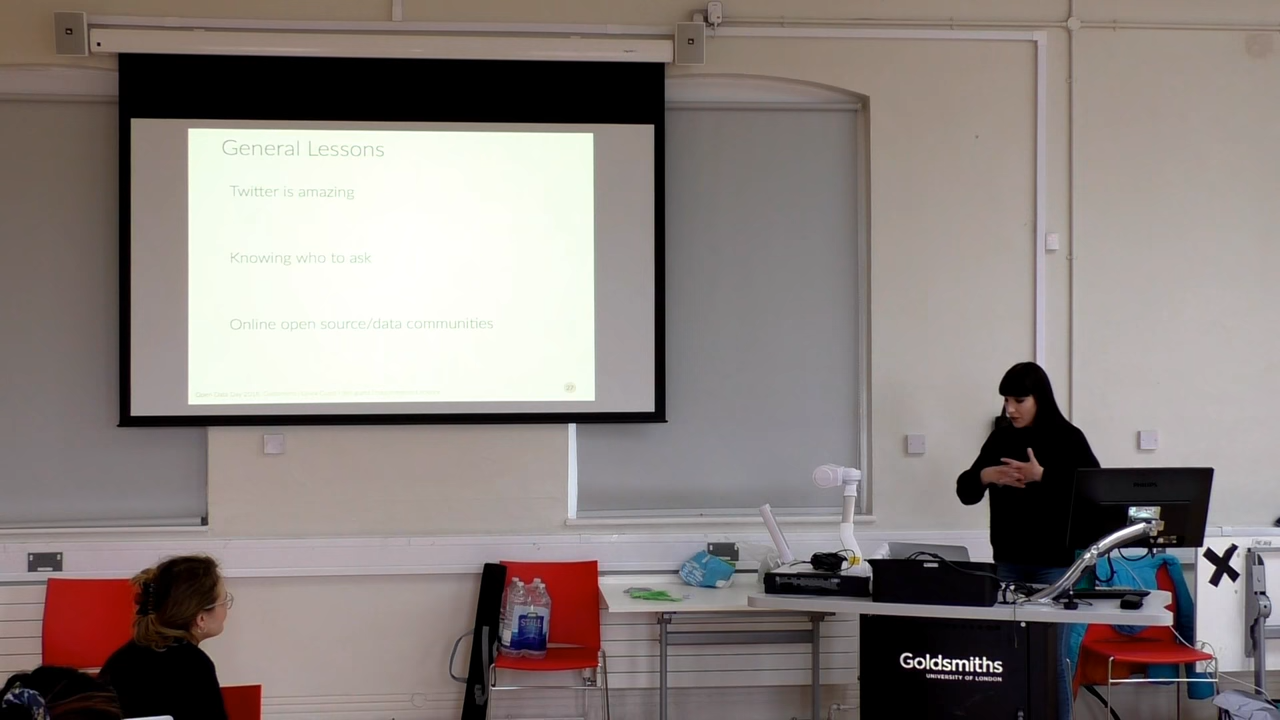 General Lessons
Twitter is amazing
Knowing who to ask
Online open source/data communities
27
STILL
Goldsmiths
UNIVERSITY OF LONDON